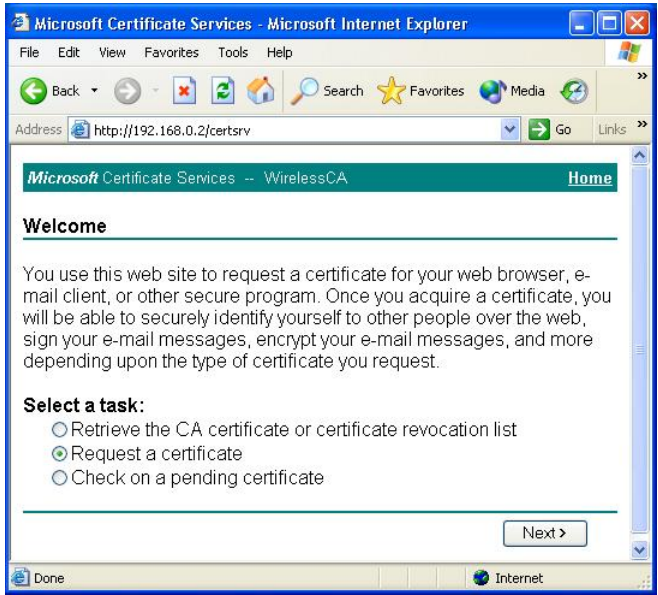 Microsoft Certificate Services - Microsoft Internet Explorer
File Edit View Favorites Tools Help
Back Search Favorites Media »
Address http://192.168.0.2/certsrv Go Links »
Microsoft Certificate Services -- WirelessCA Home
Welcome
You use this web site to request a certificate for your web browser, e-
mail client, or other secure program. Once you acquire a certificate, you
will be able to securely identify yourself to other people over the web,
sign your e-mail messages, encrypt your e-mail messages, and more
depending upon the type of certificate you request.
Select a task:
Retrieve the CA certificate or certificate revocation list
Request a certificate
Check on a pending certificate
Next >
Done Internet